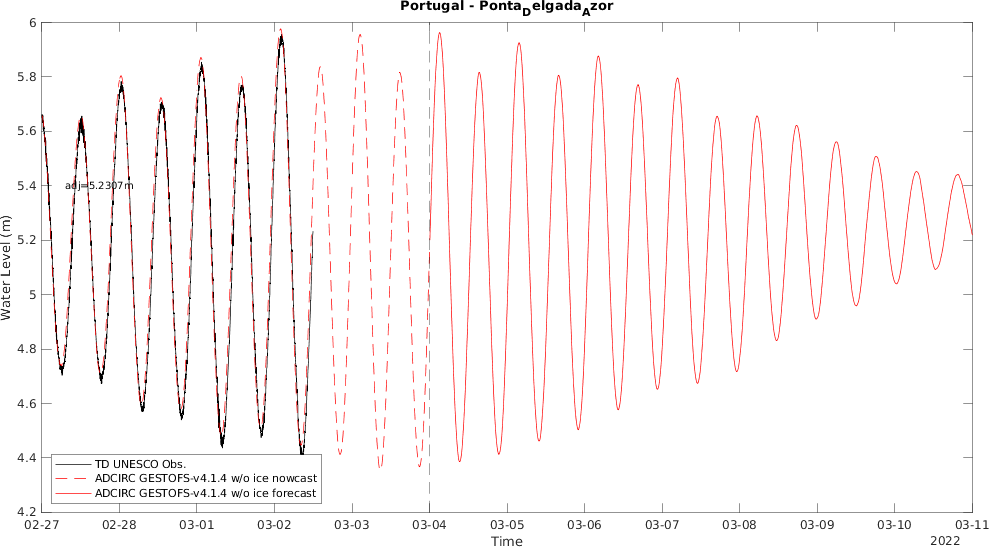 Portugal - PontaDelgadaAzor
6
5.8
5.6
5.4
5.2
5
4.8
4.6
4.4
4.2
Water Level (m)
adj=5.2307m
TD UNESCO Obs.
ADCIRC GESTOFS-v4.1.4 w/o ice nowcast
ADCIRC GESTOFS-v4.1.4 w/o ice forecast
02-27 02-28 03-01 03-02 03-03 03-04 03-05 03-06 03-07 03-08 03-09 03-10 03-11
Time
2022